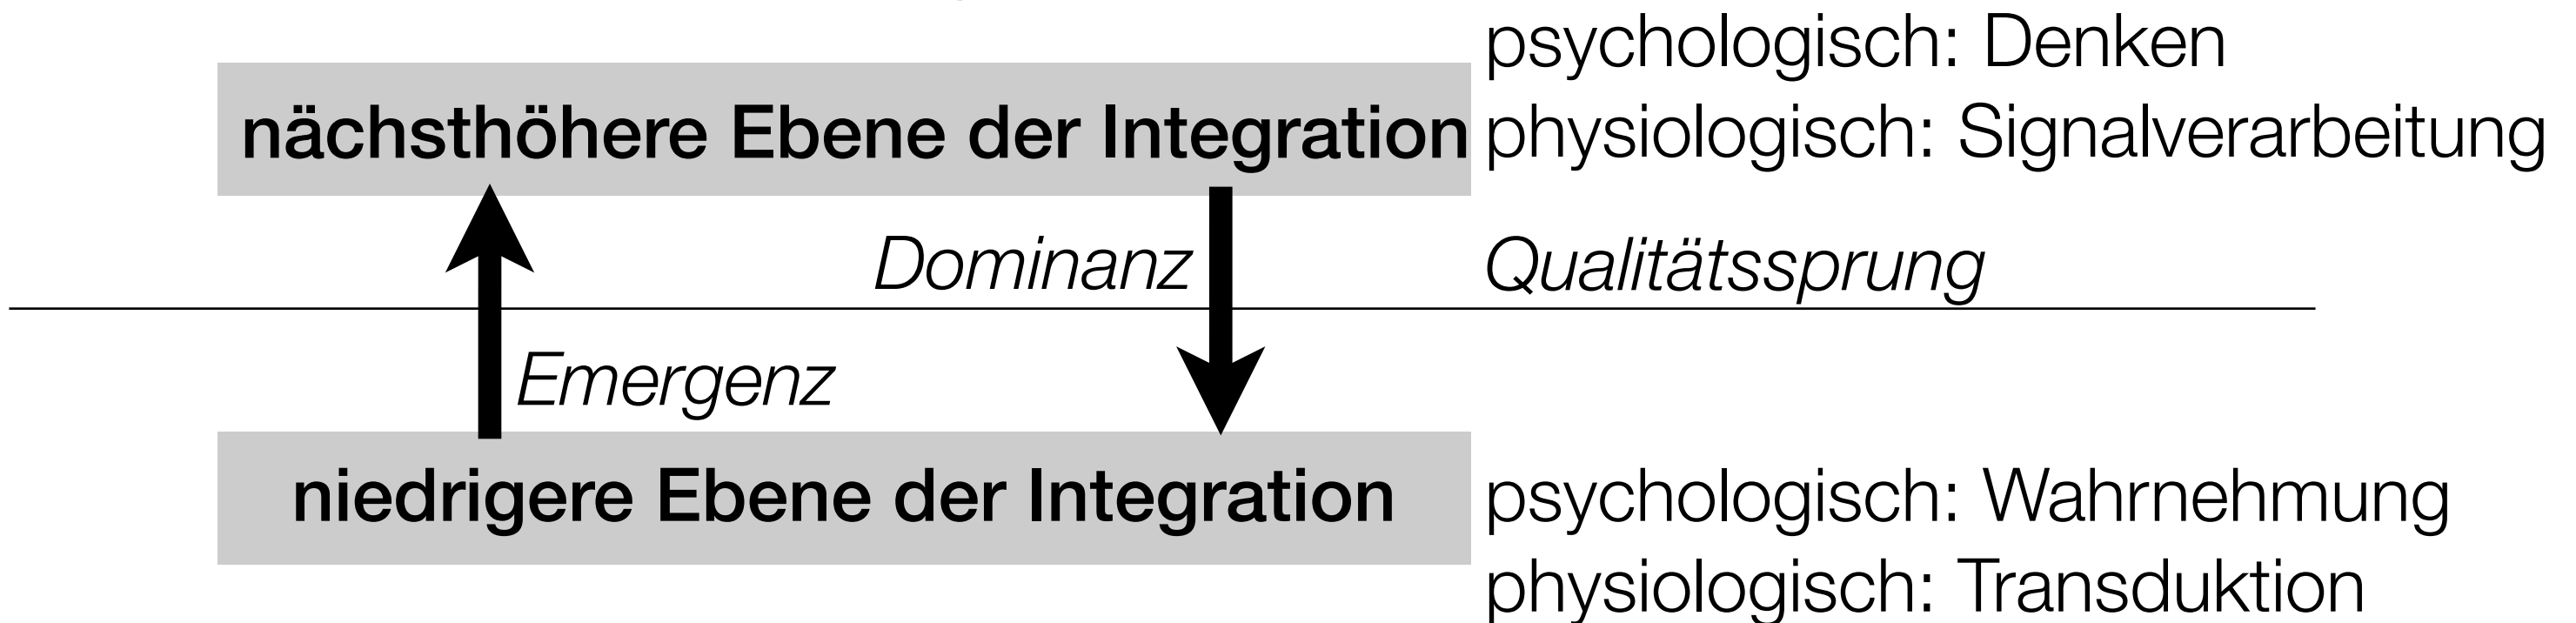 psychologisch: Denken
nächsthöhere Ebene der Integration physiologisch: Signalverarbeitung
Dominanz Qualitätssprung
Emergenz
niedrigere Ebene der Integration psychologisch: Wahrnehmung
physiologisch: Transduktion